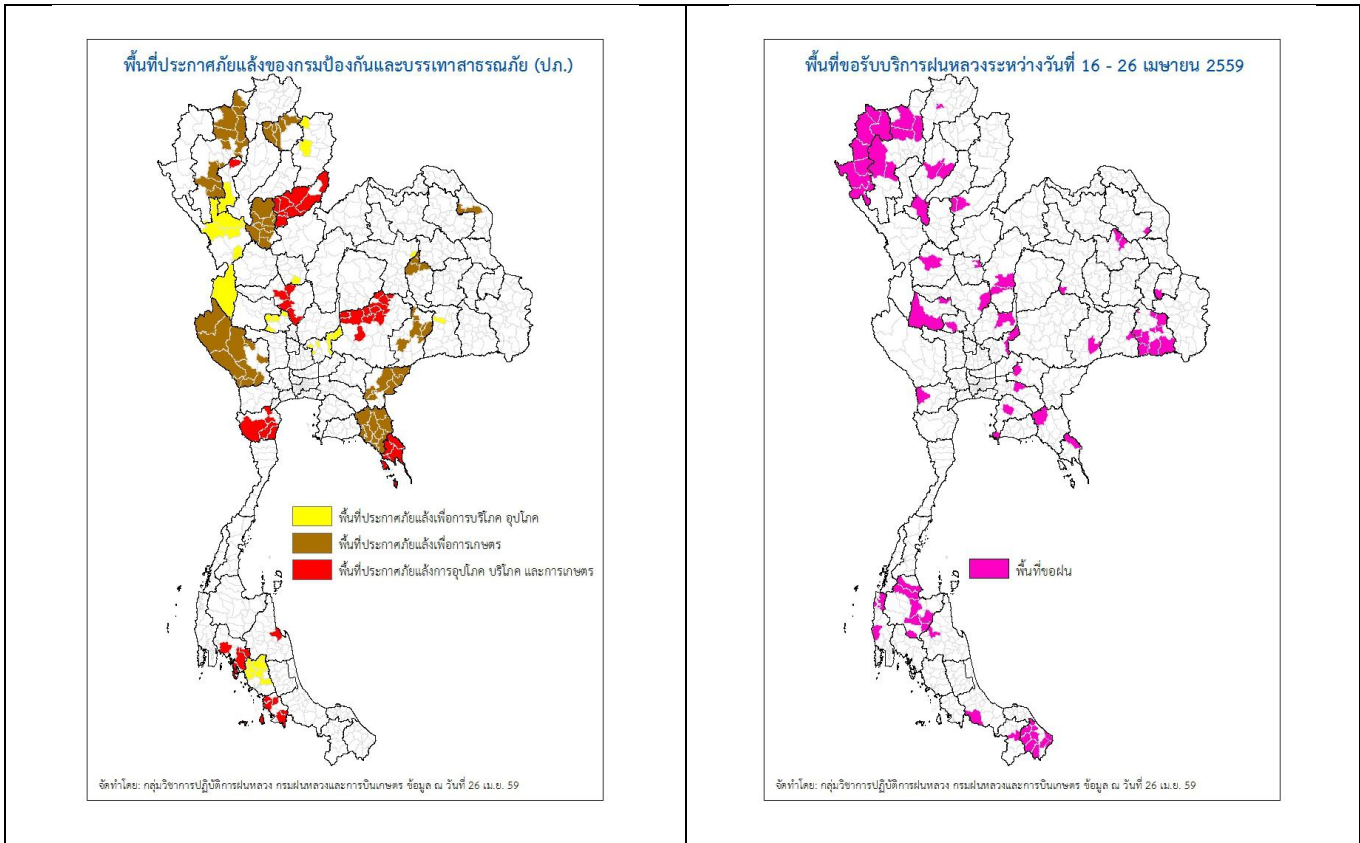 พื้นที่ประกาศภัยแล้งของกรมป้องกันและบรรเทาสาธรณภัย (ปภ.)
พื้นที่ประกาศภัยแล้งเพื่อการบริโภค อุปโภค
พื้นที่ประกาศภัยแล้งเพื่อการเกษตร
พื้นที่ประกาศภัยแล้งการอุปโภค บริโภค และการเกษตร
จัดทำโดย: กลุ่มวิชาการปฏิบัติการฝนหลวง กรมฝนหลวงและการบินเกษตร ข้อมูล ณ วันที่ 26 เม.ย. 59
พื้นที่ขอรับบริการฝนหลวงระหว่างวันที่ 16 - 26 เมษายน 2559
พื้นที่ขอฝน
จัดทำโดย: กลุ่มวิชาการปฏิบัติการฝนหลวง กรมฝนหลวงและการบินเกษตร ข้อมูล ณ วันที่ 26 เม.ย. 59